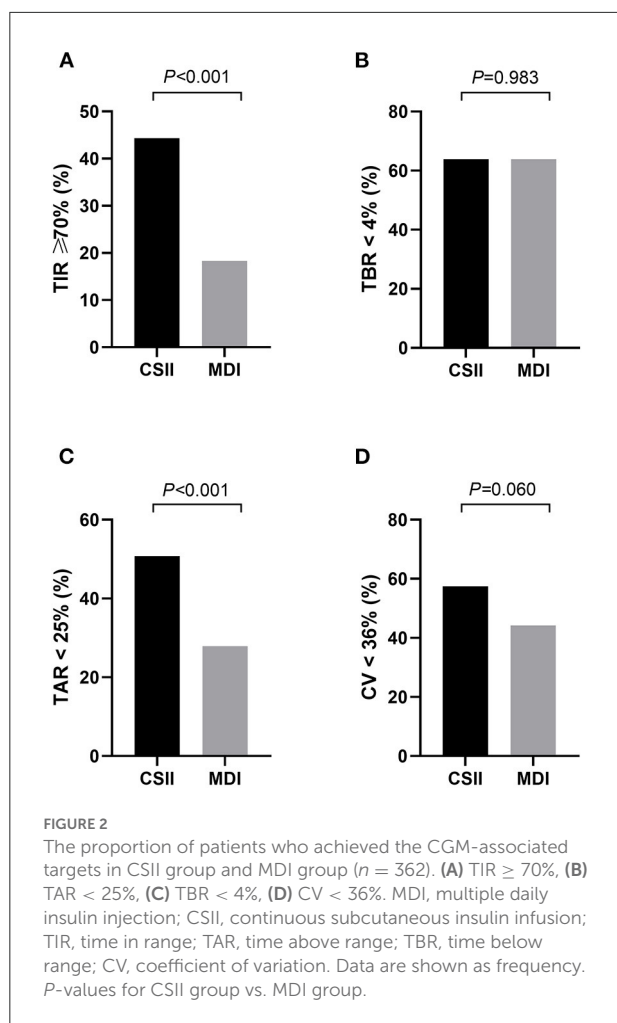 A
P<0.001
TIR ≥70% (%)
50
40
30
20
10
0
CSII MDI
B
P=0.983
TBR < 4% (%)
80
60
40
20
0
CSII MDI
C
P<0.001
TAR < 25% (%)
60
40
20
0
CSII MDI
D
P=0.060
CV < 36% (%)
80
60
40
20
0
CSII MDI
FIGURE 2
The proportion of patients who achieved the CGM-associated
targets in CSII group and MDI group (n = 362). (A) TIR ≥ 70%, (B)
TAR < 25%, (C) TBR < 4%, (D) CV < 36%. MDI, multiple daily
insulin injection; CSII, continuous subcutaneous insulin infusion;
TIR, time in range; TAR, time above range; TBR, time below
range; CV, coefficient of variation. Data are shown as frequency.
P-values for CSII group vs. MDI group.